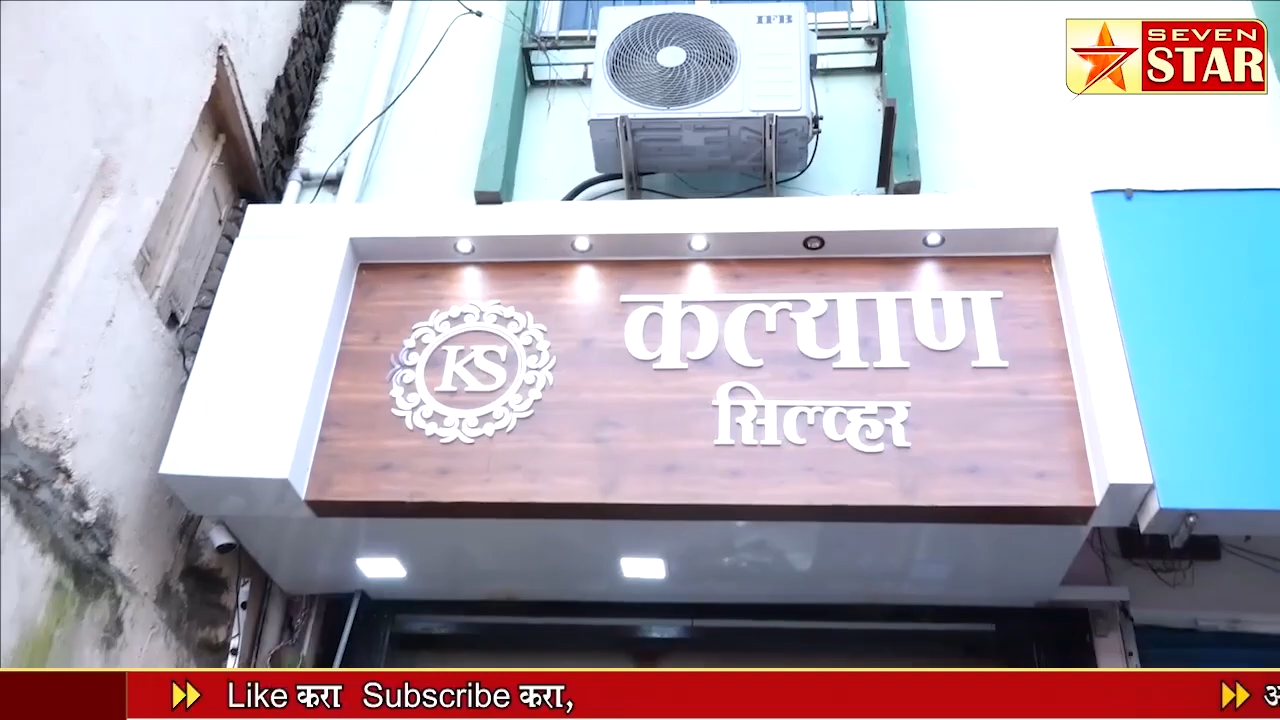 IFB
SEVEN
STAR
कल्याण
KS
सिल्व्हर
Like करा Subscribe करा,